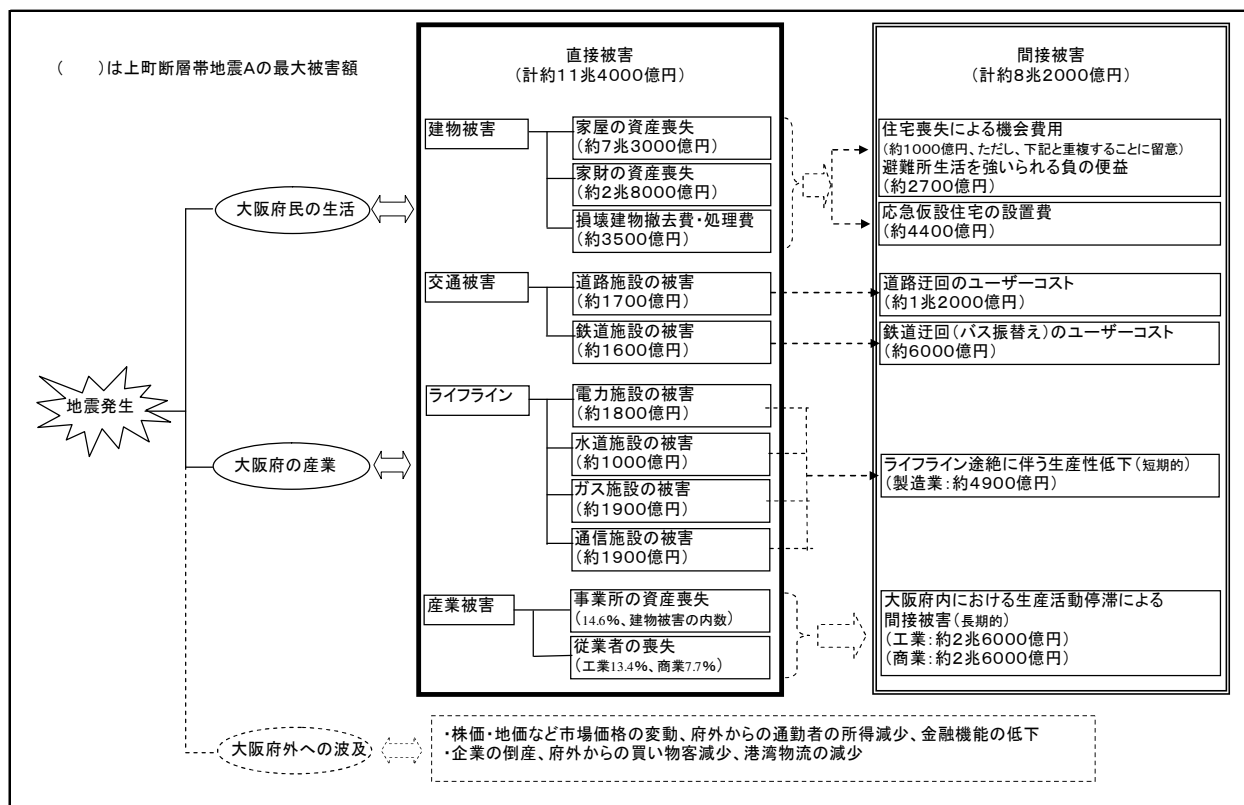 (　　)は上町断層帯地震Aの最大被害額
直接被害
(計約11兆4000億円)
間接被害
(計約8兆2000億円)
地震発生
大阪府民の生活
大阪府の産業
大阪府外への波及
建物被害
家屋の資産喪失
(約7兆3000億円)
家財の資産喪失
(約2兆8000億円)
損壊建物撤去費・処理費
(約3500億円)
交通被害
道路施設の被害
(約1700億円)
鉄道施設の被害
(約1600億円)
ライフライン
電力施設の被害
(約1800億円)
水道施設の被害
(約1000億円)
ガス施設の被害
(約1900億円)
通信施設の被害
(約1900億円)
産業被害
事業所の資産喪失
(14.6%、建物被害の内数)
従業者の喪失
(工業13.4%、商業7.7%)
住宅喪失による機会費用
(約1000億円、ただし、下記と重複することに留意)
避難所生活を強いられる負の便益
(約2700億円)
応急仮設住宅の設置費
(約4400億円)
道路迂回のユーザーコスト
(約1兆2000億円)
鉄道迂回(バス振替え)のユーザーコスト
(約6000億円)
ライフライン途絶に伴う生産性低下(短期的)
(製造業:約4900億円)
大阪府内における生産活動停滞による
間接被害(長期的)
(工業:約2兆6000億円)
(商業:約2兆6000億円)
・株価・地価など市場価格の変動、府外からの通勤者の所得減少、金融機能の低下
・企業の倒産、府外からの買い物客減少、港湾物流の減少